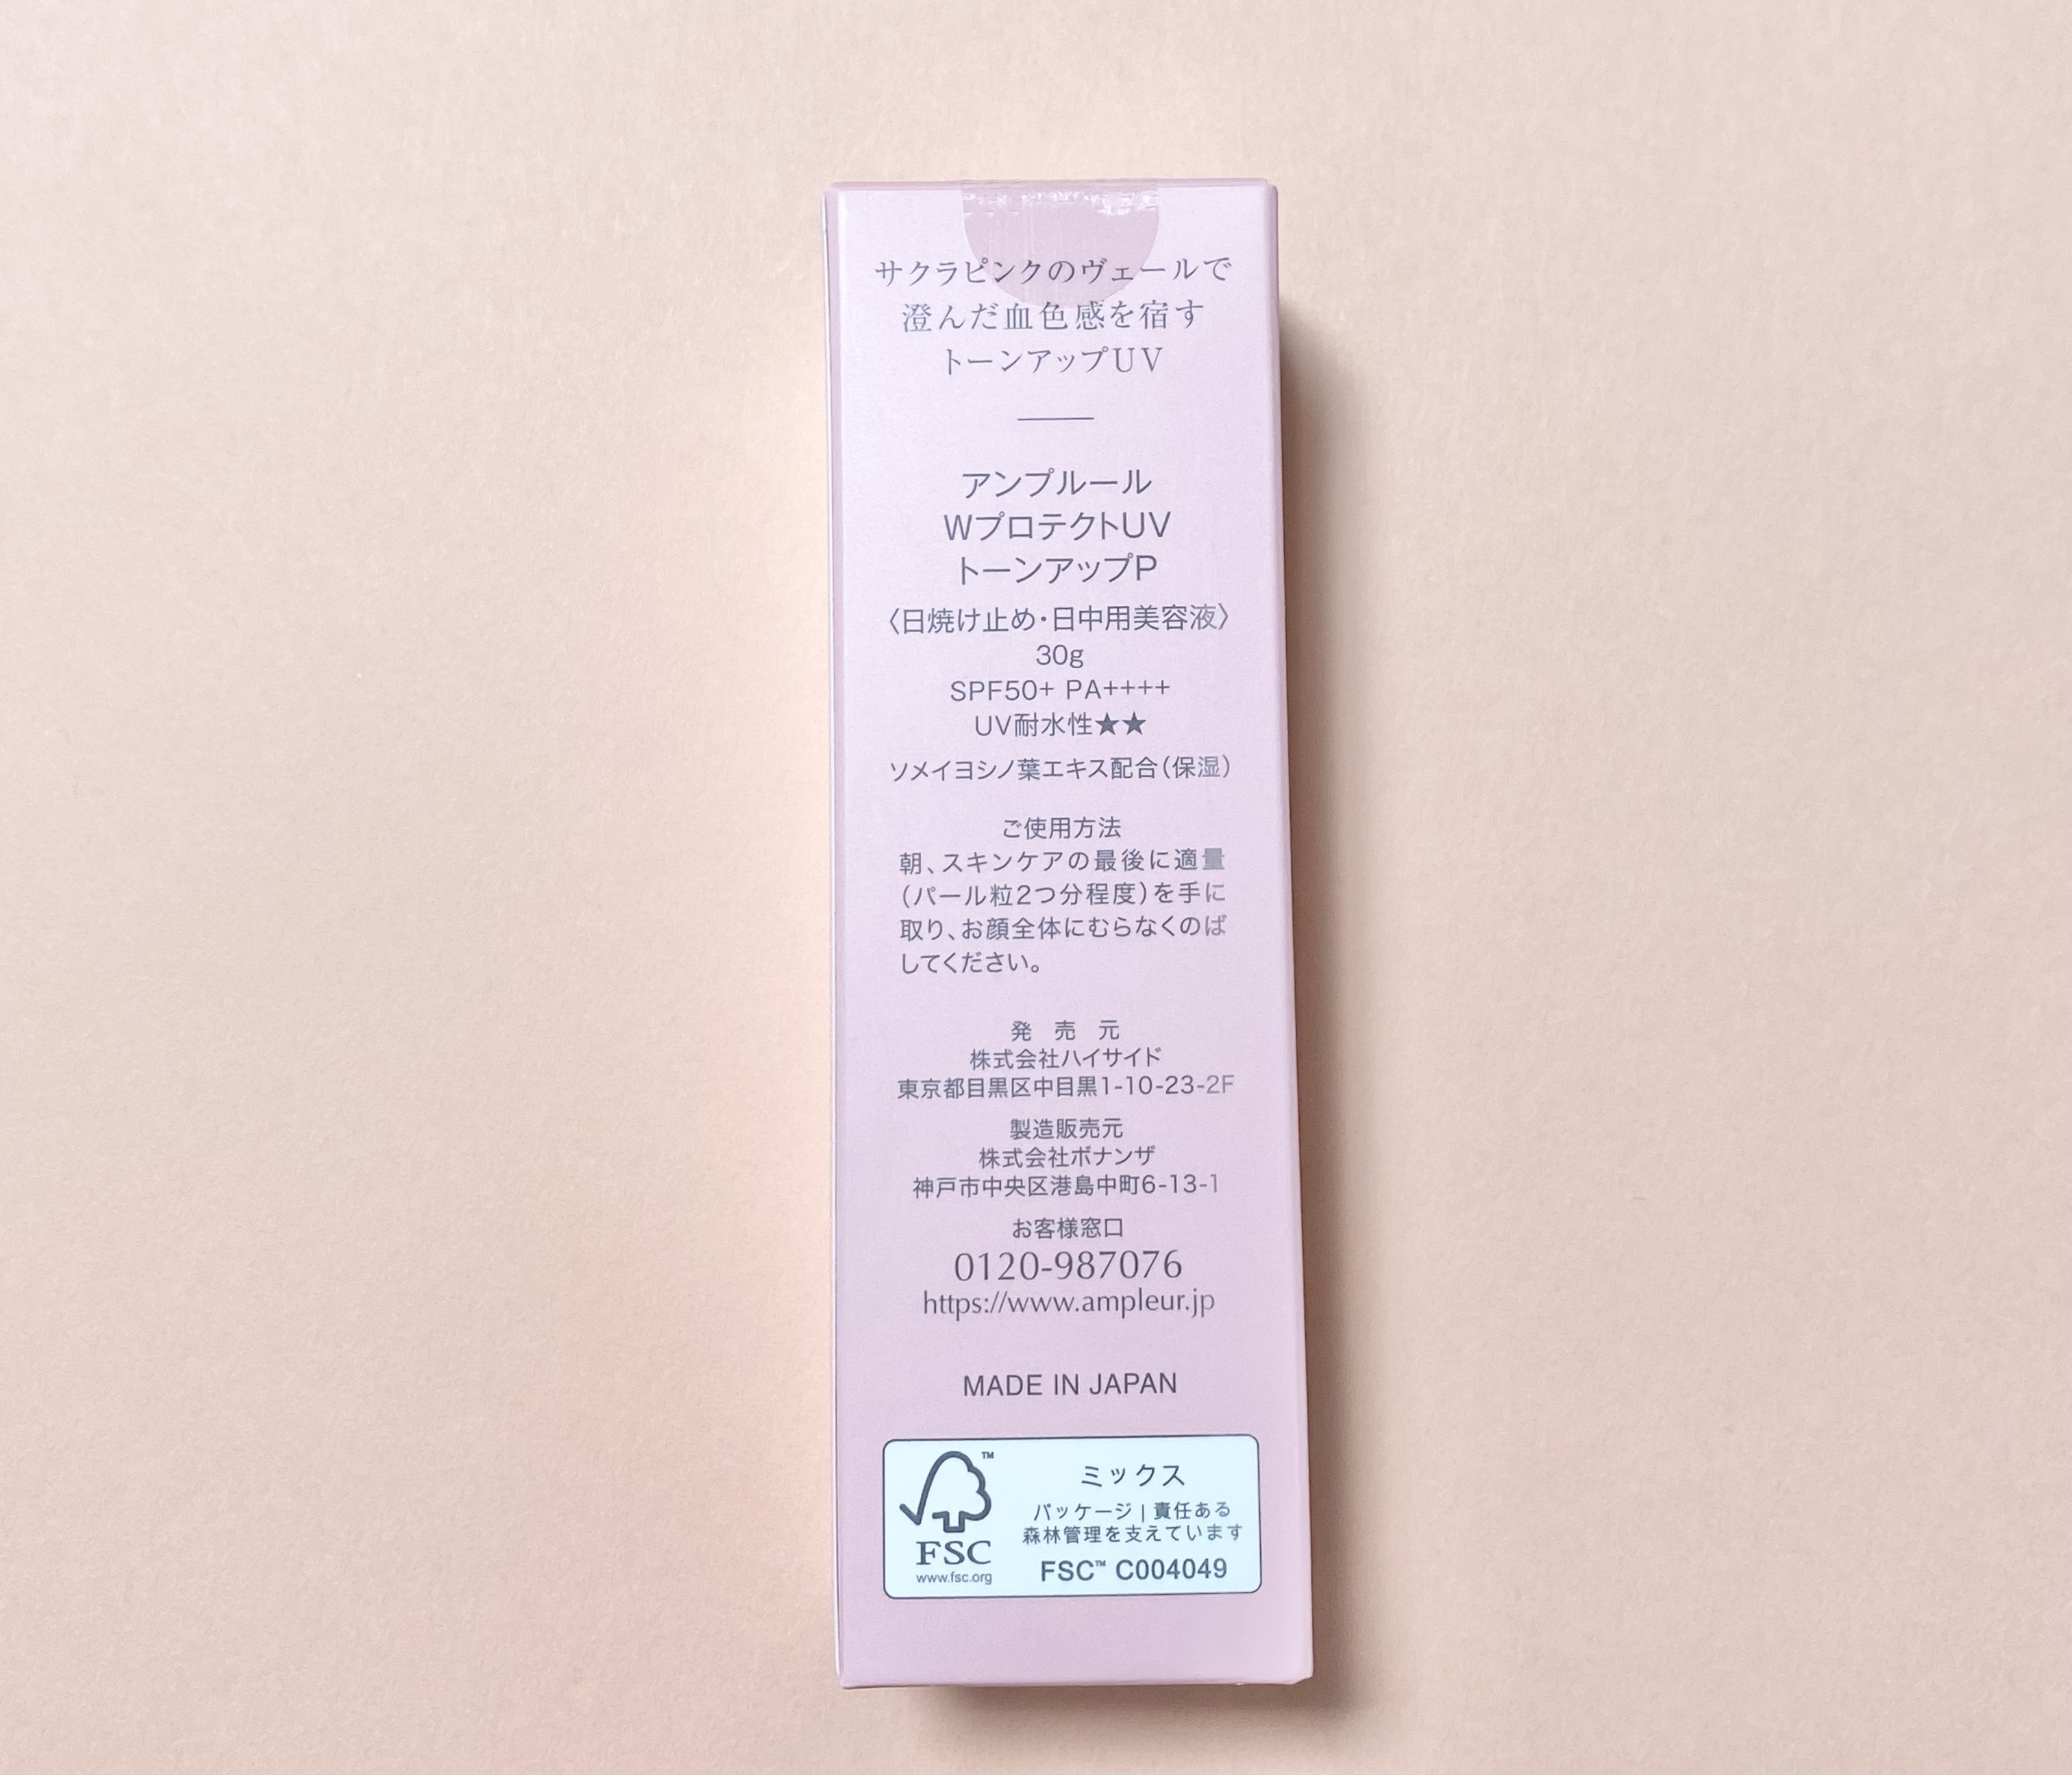 サクラピンクのヴェールで
澄んだ血色感を宿す
トーンアップUV
アンプルール
WプロテクトUV
トーンアップP
〈日焼け止め・日中用美容液〉
30g
SPF50+ PA++++
UV耐水性★★
ソメイヨシノ葉エキス配合(保湿)
ご使用方法
朝、スキンケアの最後に適量
(パール粒2つ分程度)を手に
取り、お顔全体にむらなくのば
してください。
発 売 元
株式会社ハイサイド
東京都目黒区中目黒1-10-23-2F
製造販売元
株式会社ボナンザ
神戸市中央区港島中町6-13-1
お客様窓口
0120-987076
https://www.ampleur.jp
MADE IN JAPAN
™
FSC
www.fsc.org
ミックス
パッケージ | 責任ある
森林管理を支えています
FSC™ C004049